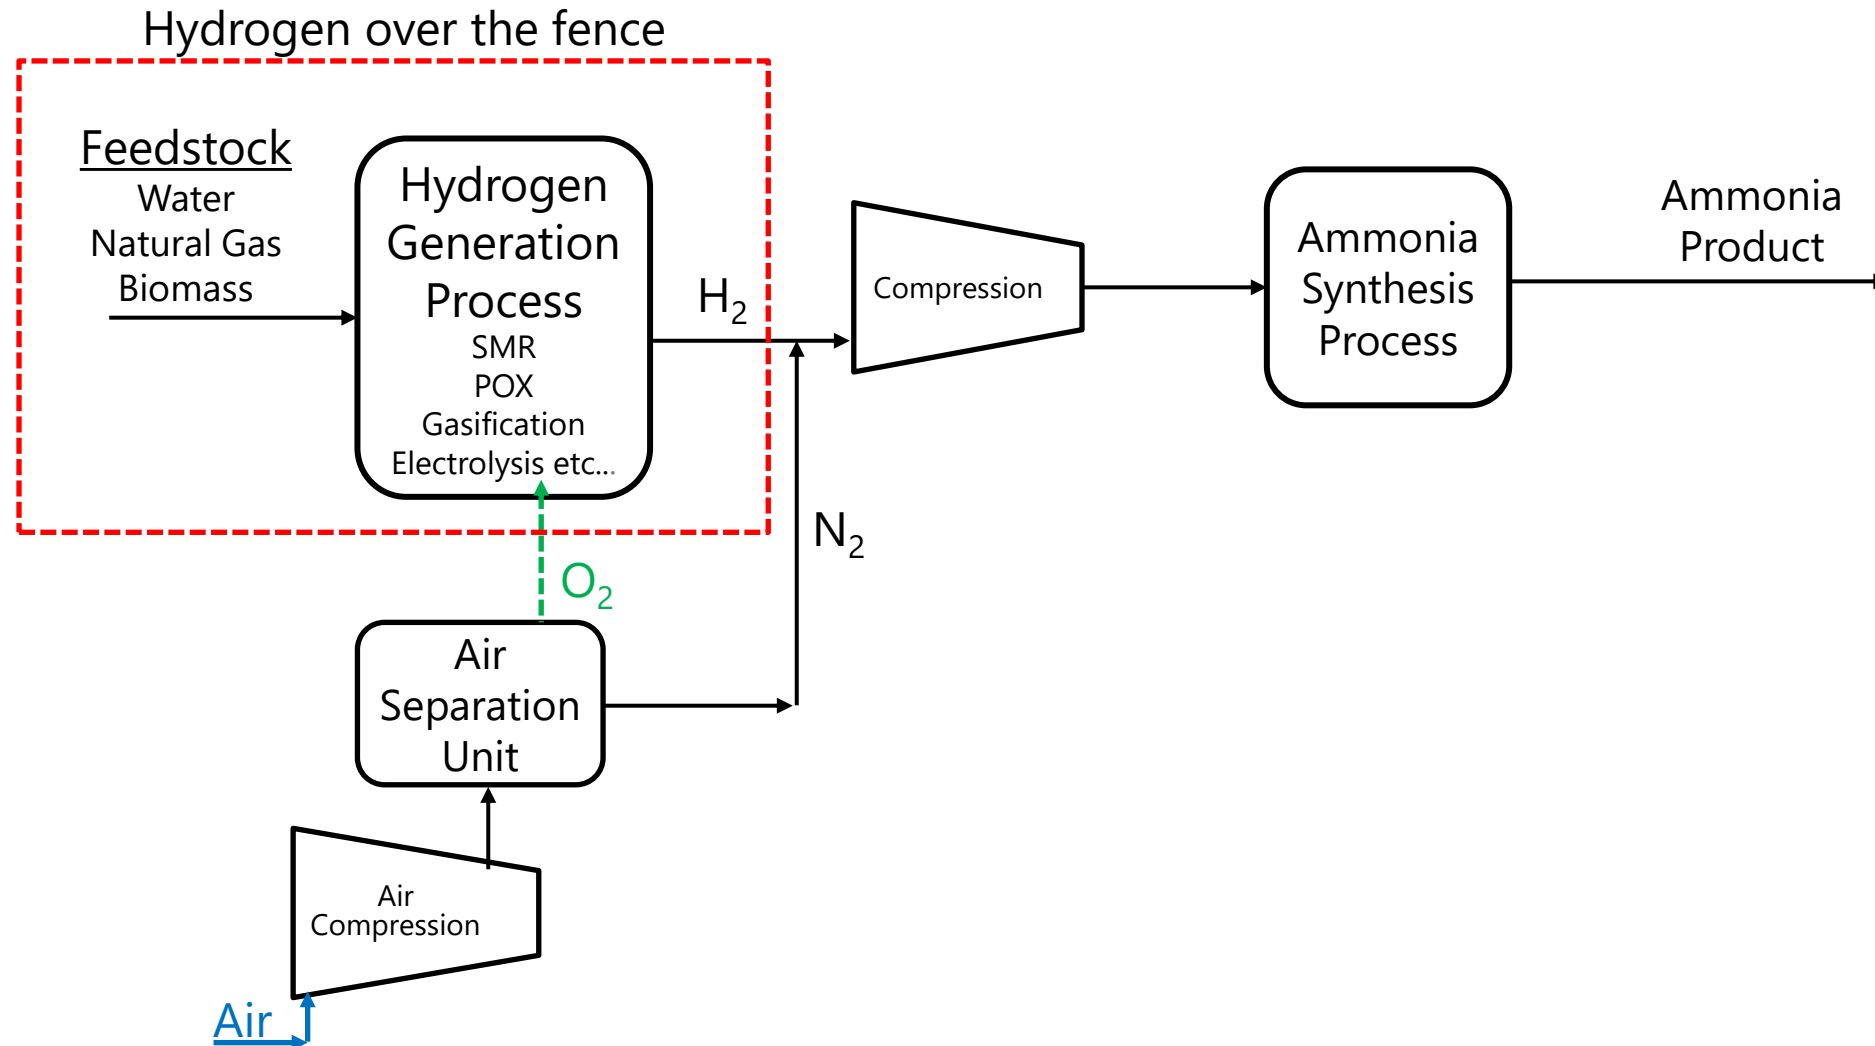 Hydrogen over the fence
Feedstock
Water
Natural Gas
Biomass
Hydrogen
Generation
Process
SMR
POX
Gasification
Electrolysis etc...
H₂
Compression
Ammonia
Synthesis
Process
Ammonia
Product
N₂
O₂
Air
Separation
Unit
Air
Compression
Air